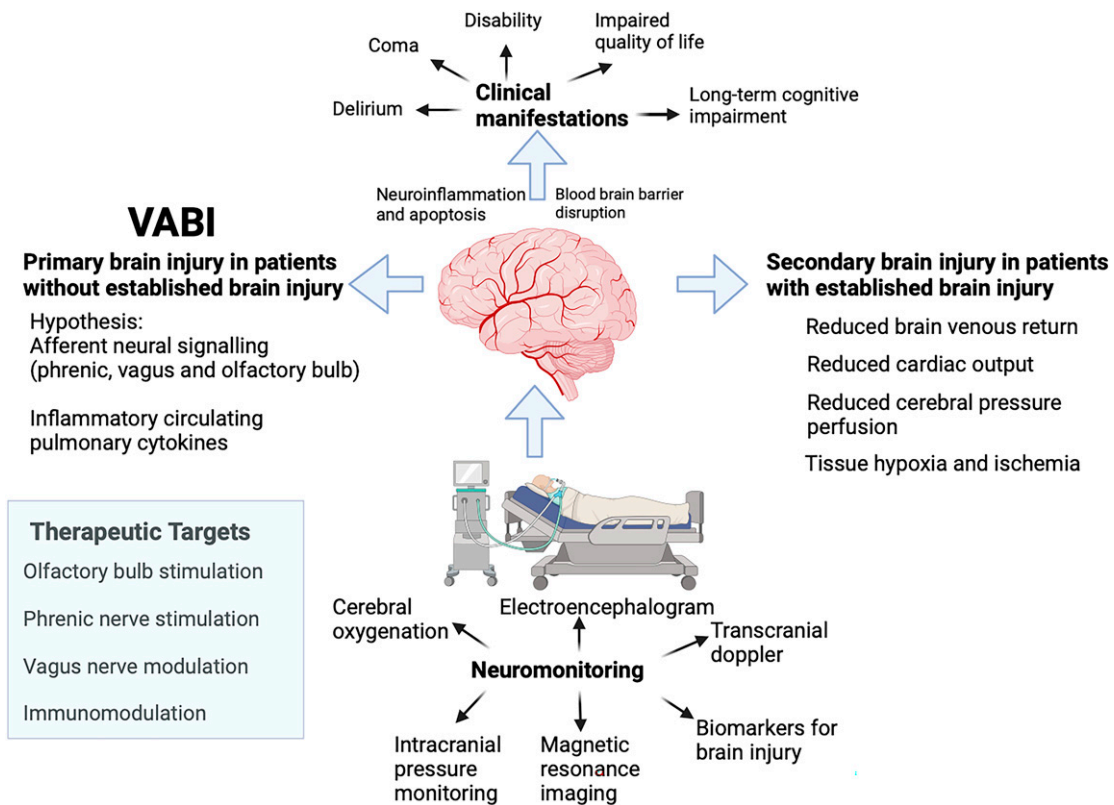 Disability
Impaired
quality of life
Coma
Clinical
manifestations
Delirium
Long-term cognitive
impairment
Neuroinflammation
and apoptosis
Blood brain barrier
disruption
VABI
Primary brain injury in patients
without established brain injury
Hypothesis:
Afferent neural signalling
(phrenic, vagus and olfactory bulb)
Inflammatory circulating
pulmonary cytokines
Secondary brain injury in patients
with established brain injury
Reduced brain venous return
Reduced cardiac output
Reduced cerebral pressure
perfusion
Tissue hypoxia and ischemia
Therapeutic Targets
Olfactory bulb stimulation
Phrenic nerve stimulation
Vagus nerve modulation
Immunomodulation
Cerebral
oxygenation
Electroencephalogram
Transcranial
doppler
Neuromonitoring
Intracranial
pressure
monitoring
Magnetic
resonance
imaging
Biomarkers for
brain injury